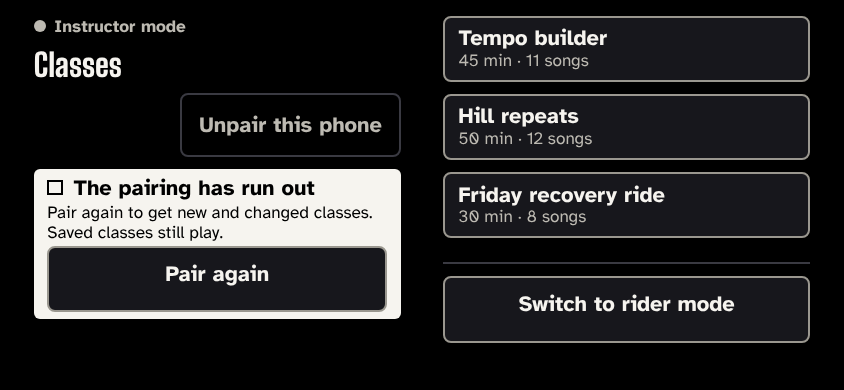 Instructor mode
Classes
Unpair this phone
The pairing has run out
Pair again to get new and changed classes.
Saved classes still play.
Pair again
Tempo builder
45 min · 11 songs
Hill repeats
50 min · 12 songs
Friday recovery ride
30 min · 8 songs
Switch to rider mode